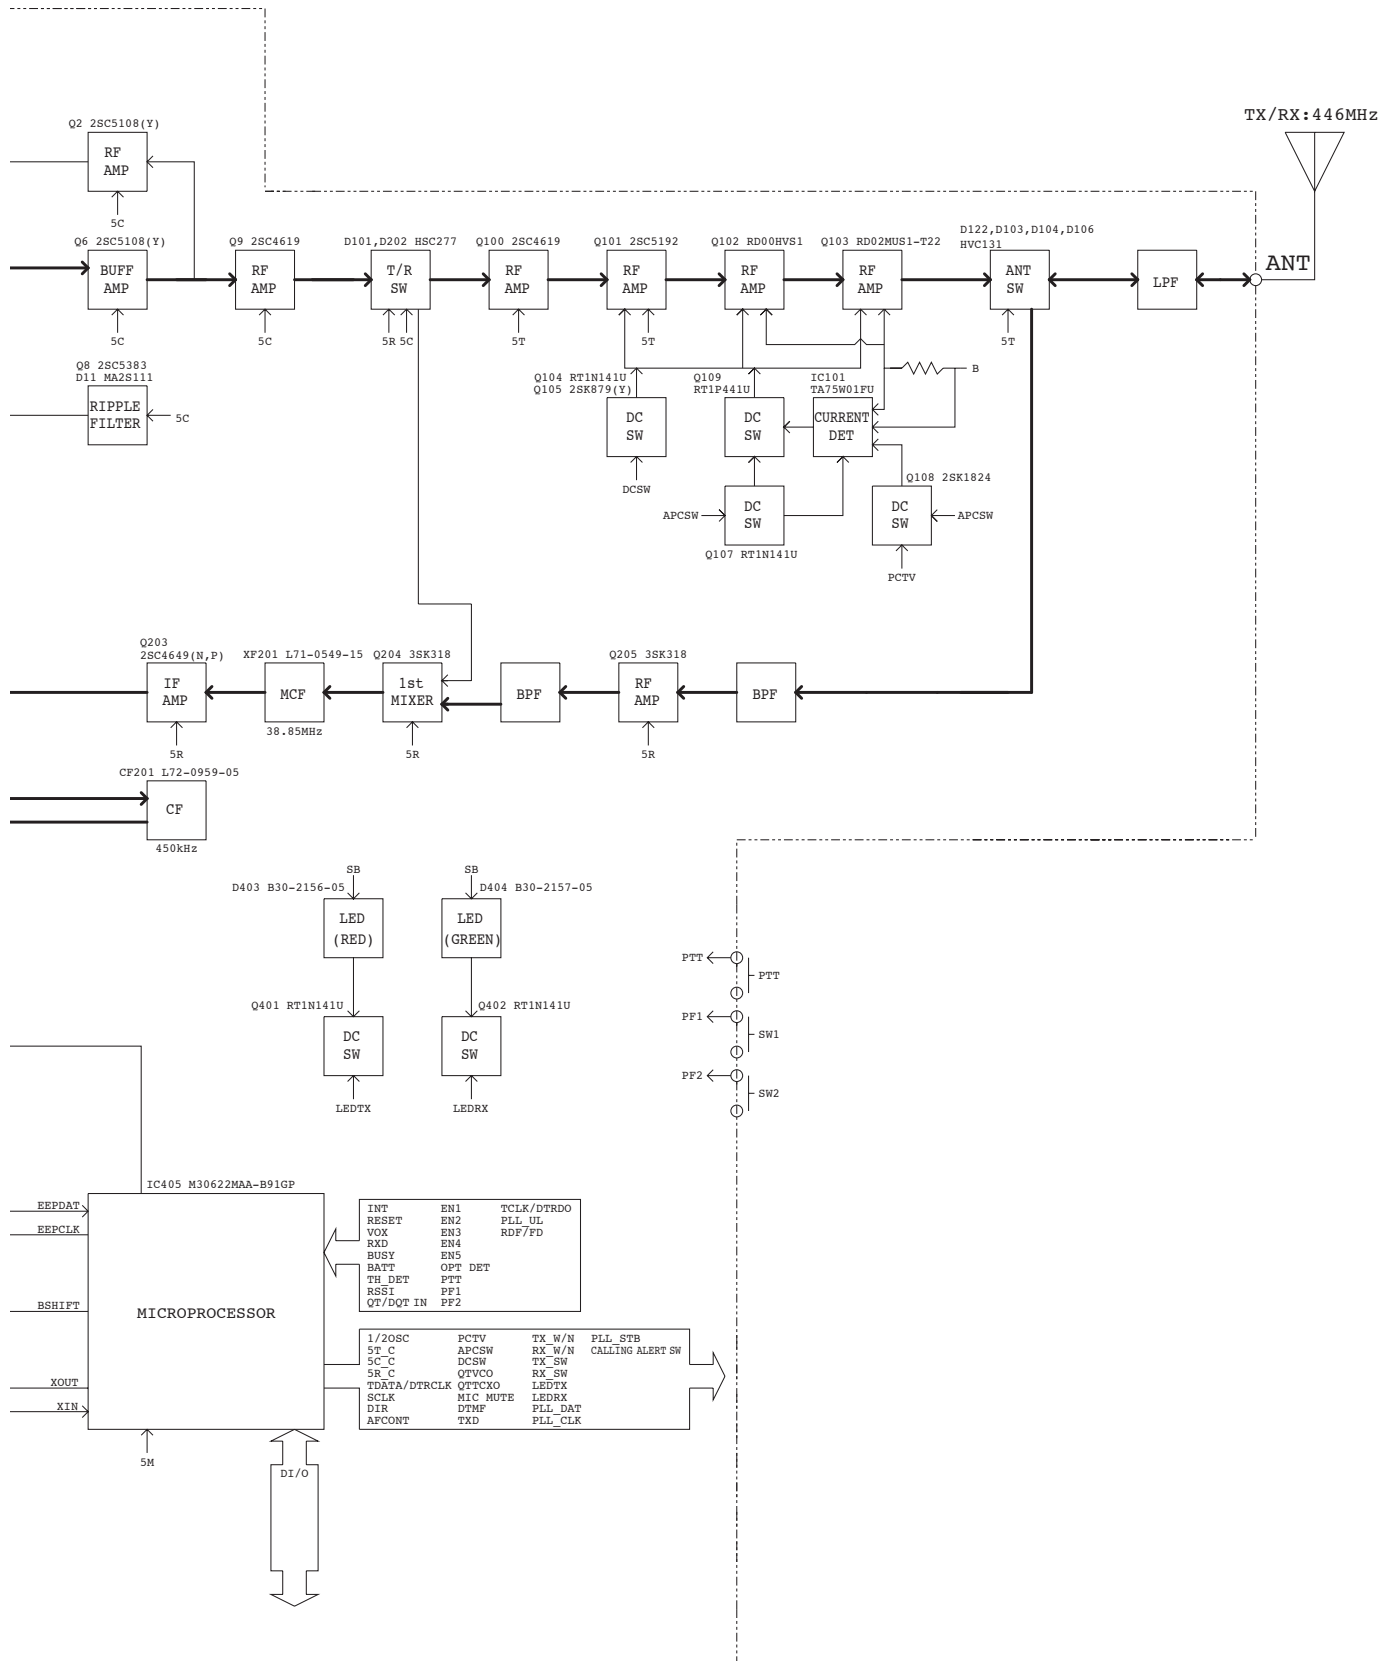 TX/RX:446MHz
Q2 2SC5108(Y)
RF
AMP
5C
Q6 2SC5108(Y)
BUFF
AMP
5C
Q9 2SC4619
RF
AMP
5C
D101,D202 HSC277
T/R
SW
5R 5C
Q100 2SC4619
RF
AMP
5T
Q101 2SC5192
RF
AMP
5T
Q102 RD00HVS1
RF
AMP
Q103 RD02MUS1-T22
RF
AMP
D122,D103,D104,D106
HVC131
ANT
SW
5T
LPF
ANT
Q8 2SC5383
D11 MA2S111
RIPPLE
FILTER
5C
Q104 RT1N141U
Q105 2SK879(Y)
DC
SW
DCSW
Q109
RT1P441U
DC
SW
IC101
TA75W01FU
CURRENT
DET
B
APCSW
DC
SW
Q107 RT1N141U
Q108 2SK1824
DC
SW
APCSW
PCTV
Q203
2SC4649(N,P)
IF
AMP
5R
XF201 L71-0549-15
MCF
38.85MHz
Q204 3SK318
1st
MIXER
5R
BPF
Q205 3SK318
RF
AMP
5R
BPF
CF201 L72-0959-05
CF
450kHz
SB
D403 B30-2156-05
LED
(RED)
Q401 RT1N141U
DC
SW
LEDTX
SB
D404 B30-2157-05
LED
(GREEN)
Q402 RT1N141U
DC
SW
LEDRX
PTT
PTT
PF1
SW1
PF2
SW2
IC405 M30622MAA-B91GP
EEPDAT
EEPCLK
BSHIFT
XOUT
XIN
MICROPROCESSOR
5M
INT EN1 TCLK/DTRDO
RESET EN2 PLL_UL
VOX EN3 RDF/FD
RXD EN4
BUSY EN5
BATT OPT DET
TH_DET PTT
RSSI PF1
QT/DQT IN PF2
1/2OSC PCTV TX_W/N PLL_STB
5T_C APCSW RX_W/N CALLING ALERT SW
5C_C DCSW TX_SW
5R_C QTVCO RX_SW
TDATA/DTRCLK QTTCXO LEDTX
SCLK MIC MUTE LEDRX
DIR DTMF PLL_DAT
AFCONT TXD PLL_CLK
DI/O